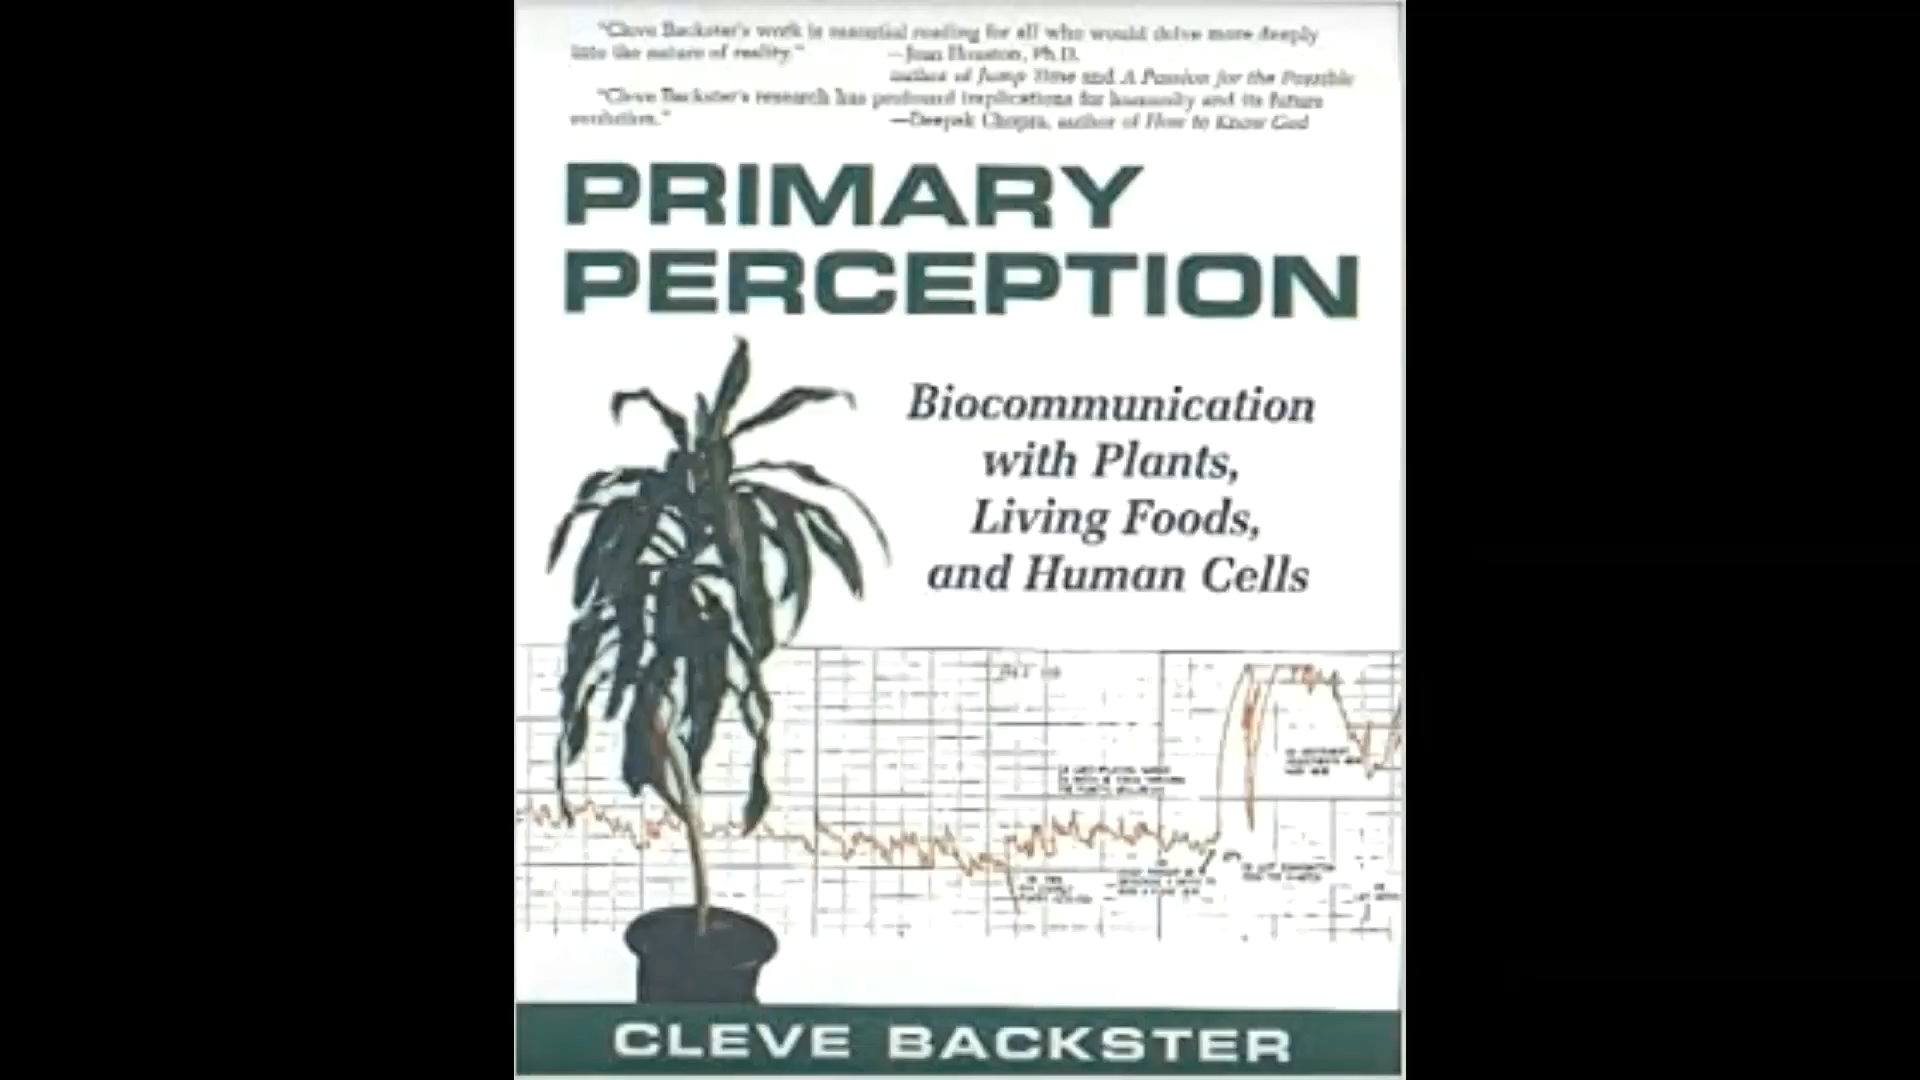 "Cleve Backster's work is essential reading for all who would delve more deeply
into the nature of reality." —Jean Houston, Ph.D.
author of Jump Time and A Passion for the Possible
"Cleve Backster's research has profound implications for humanity and its future
evolution." —Deepak Chopra, author of How to Know God
PRIMARY
PERCEPTION
Biocommunication
with Plants,
Living Foods,
and Human Cells
CLEVE BACKSTER